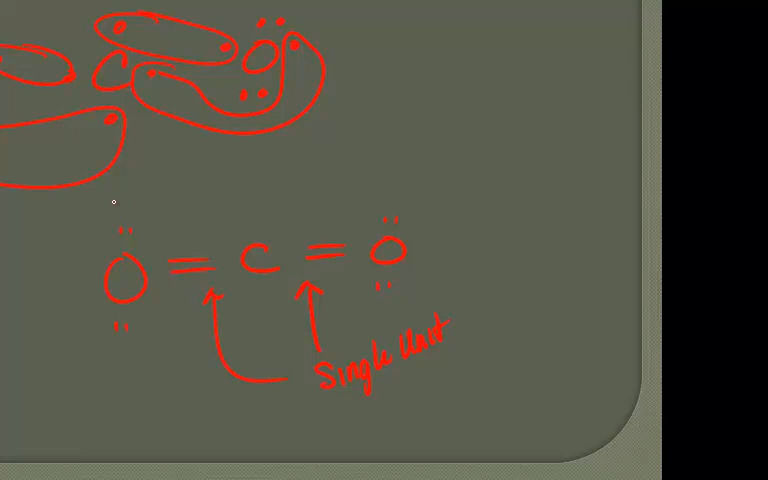 C O
O = C = O
Single Unit